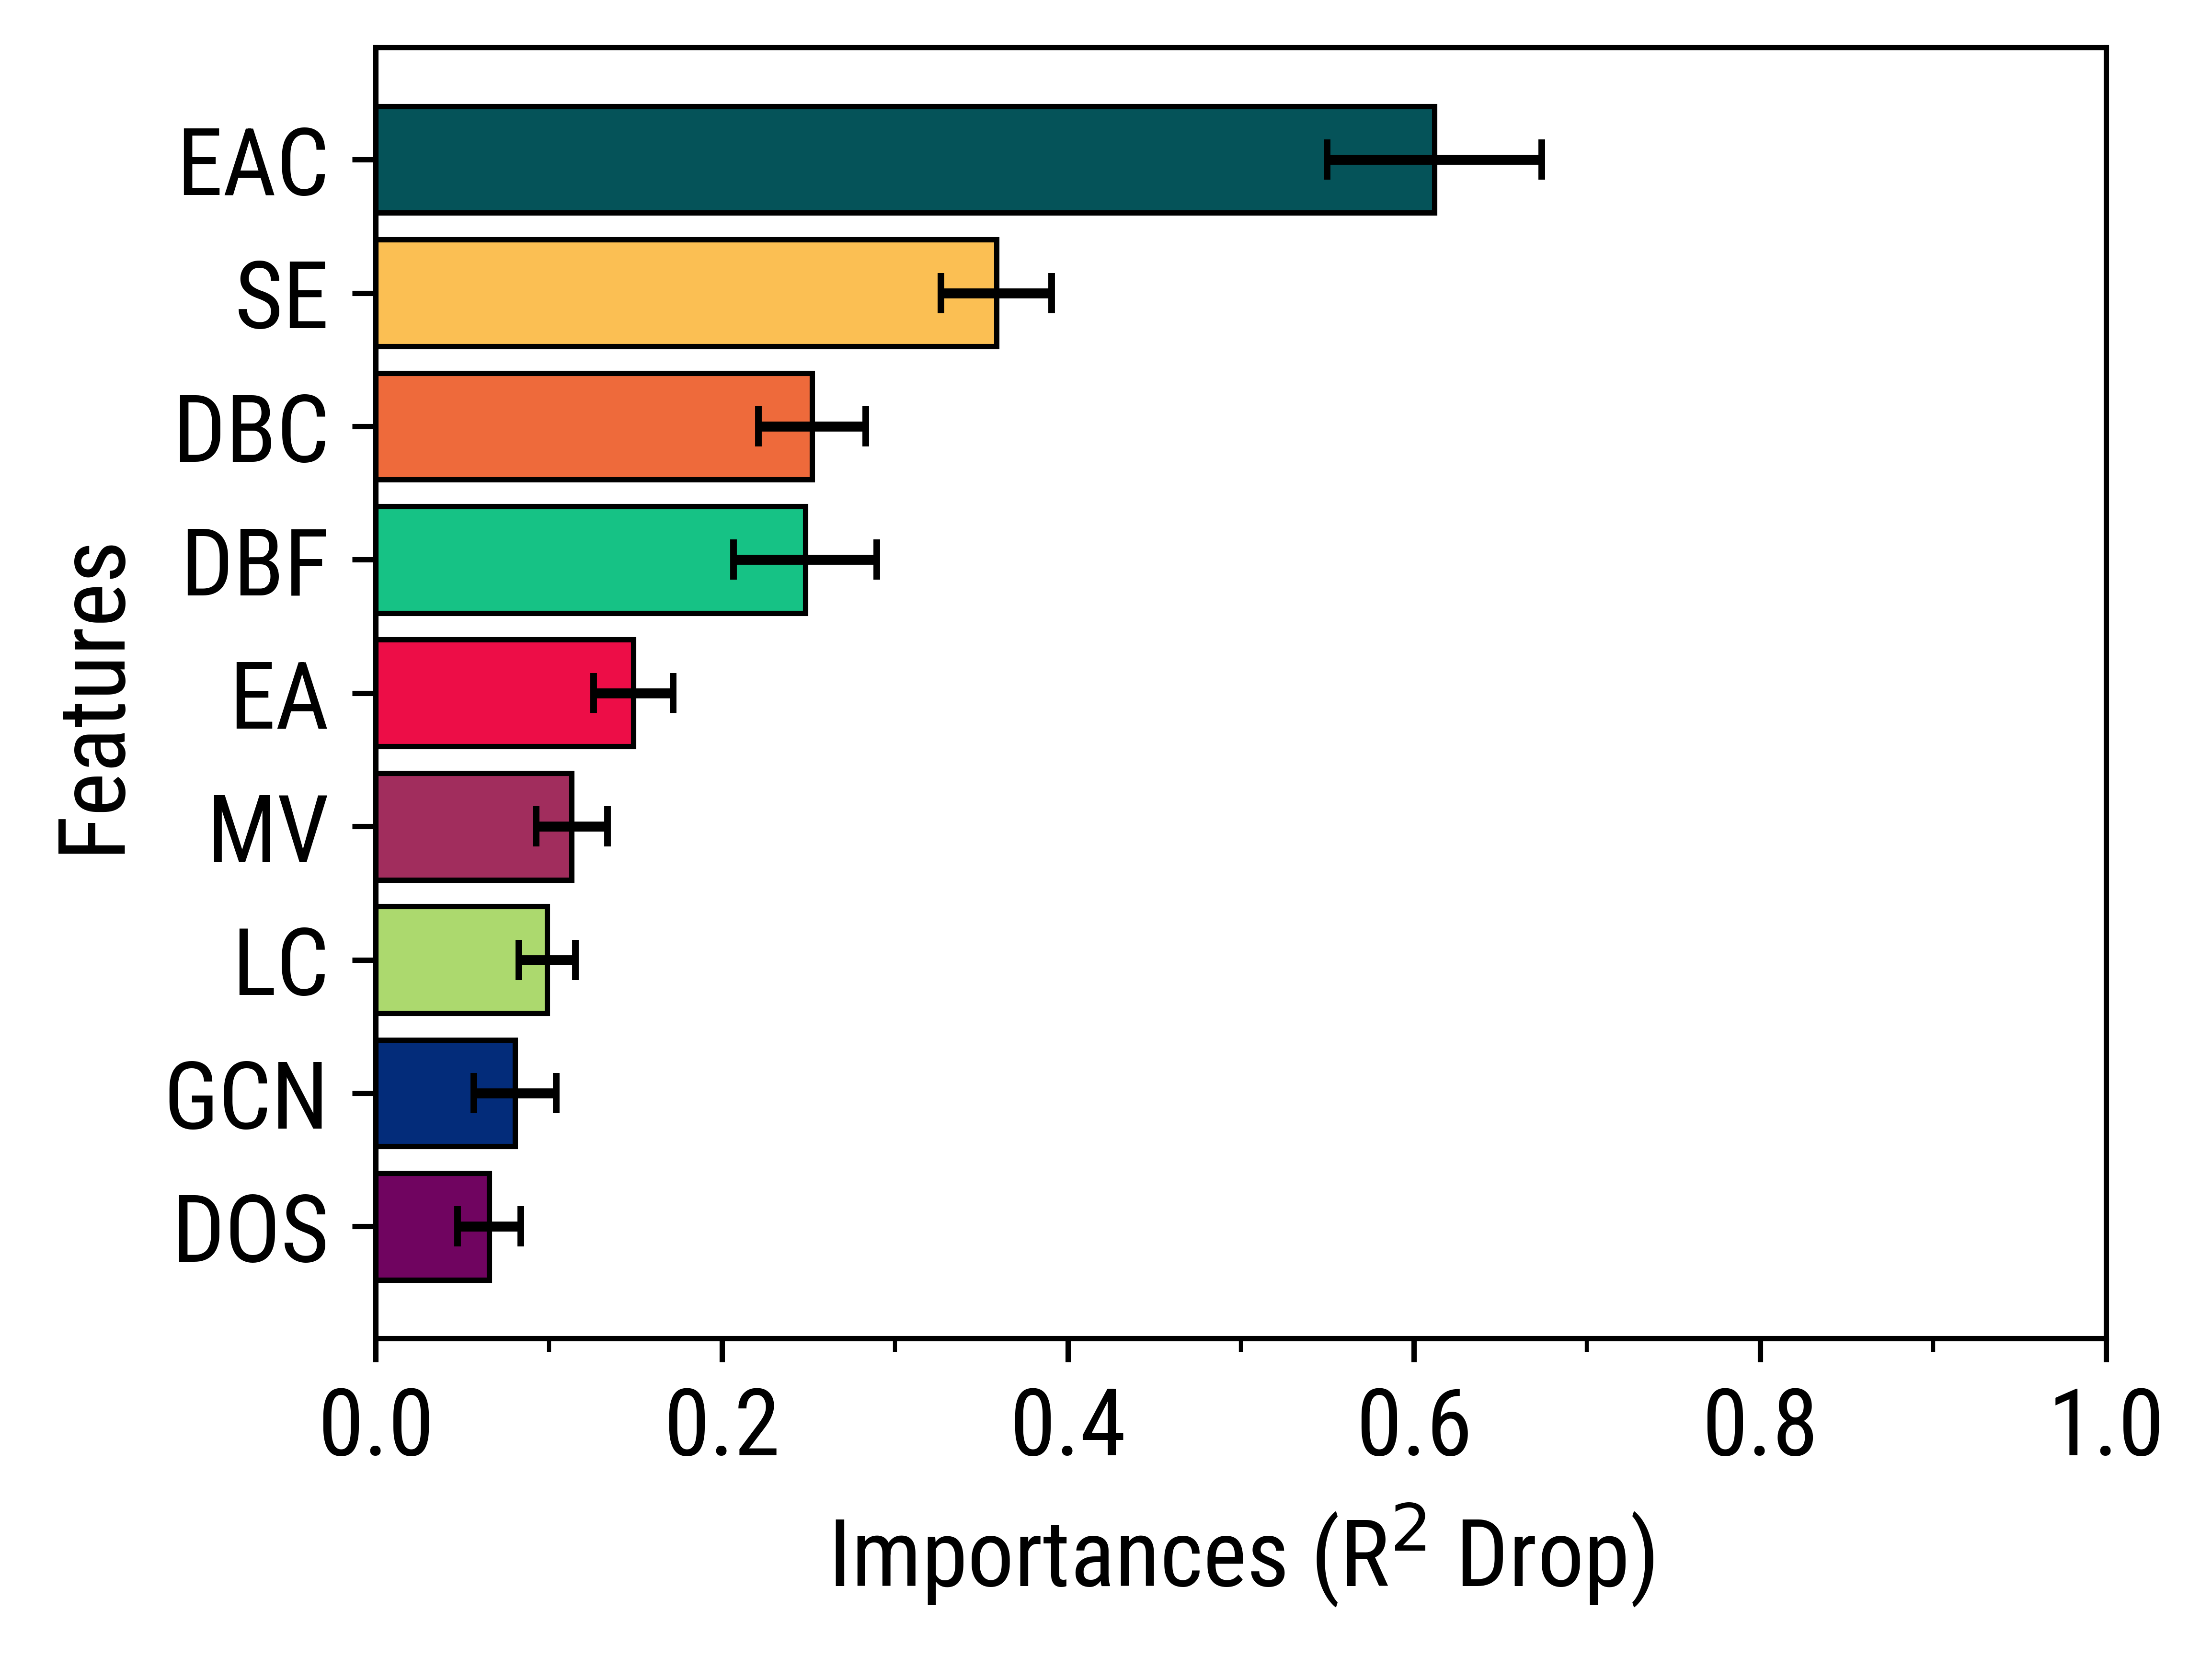 EAC
SE
DBC
DBF
EA
MV
LC
GCN
DOS
Features
0.0 0.2 0.4 0.6 0.8 1.0
Importances (R² Drop)